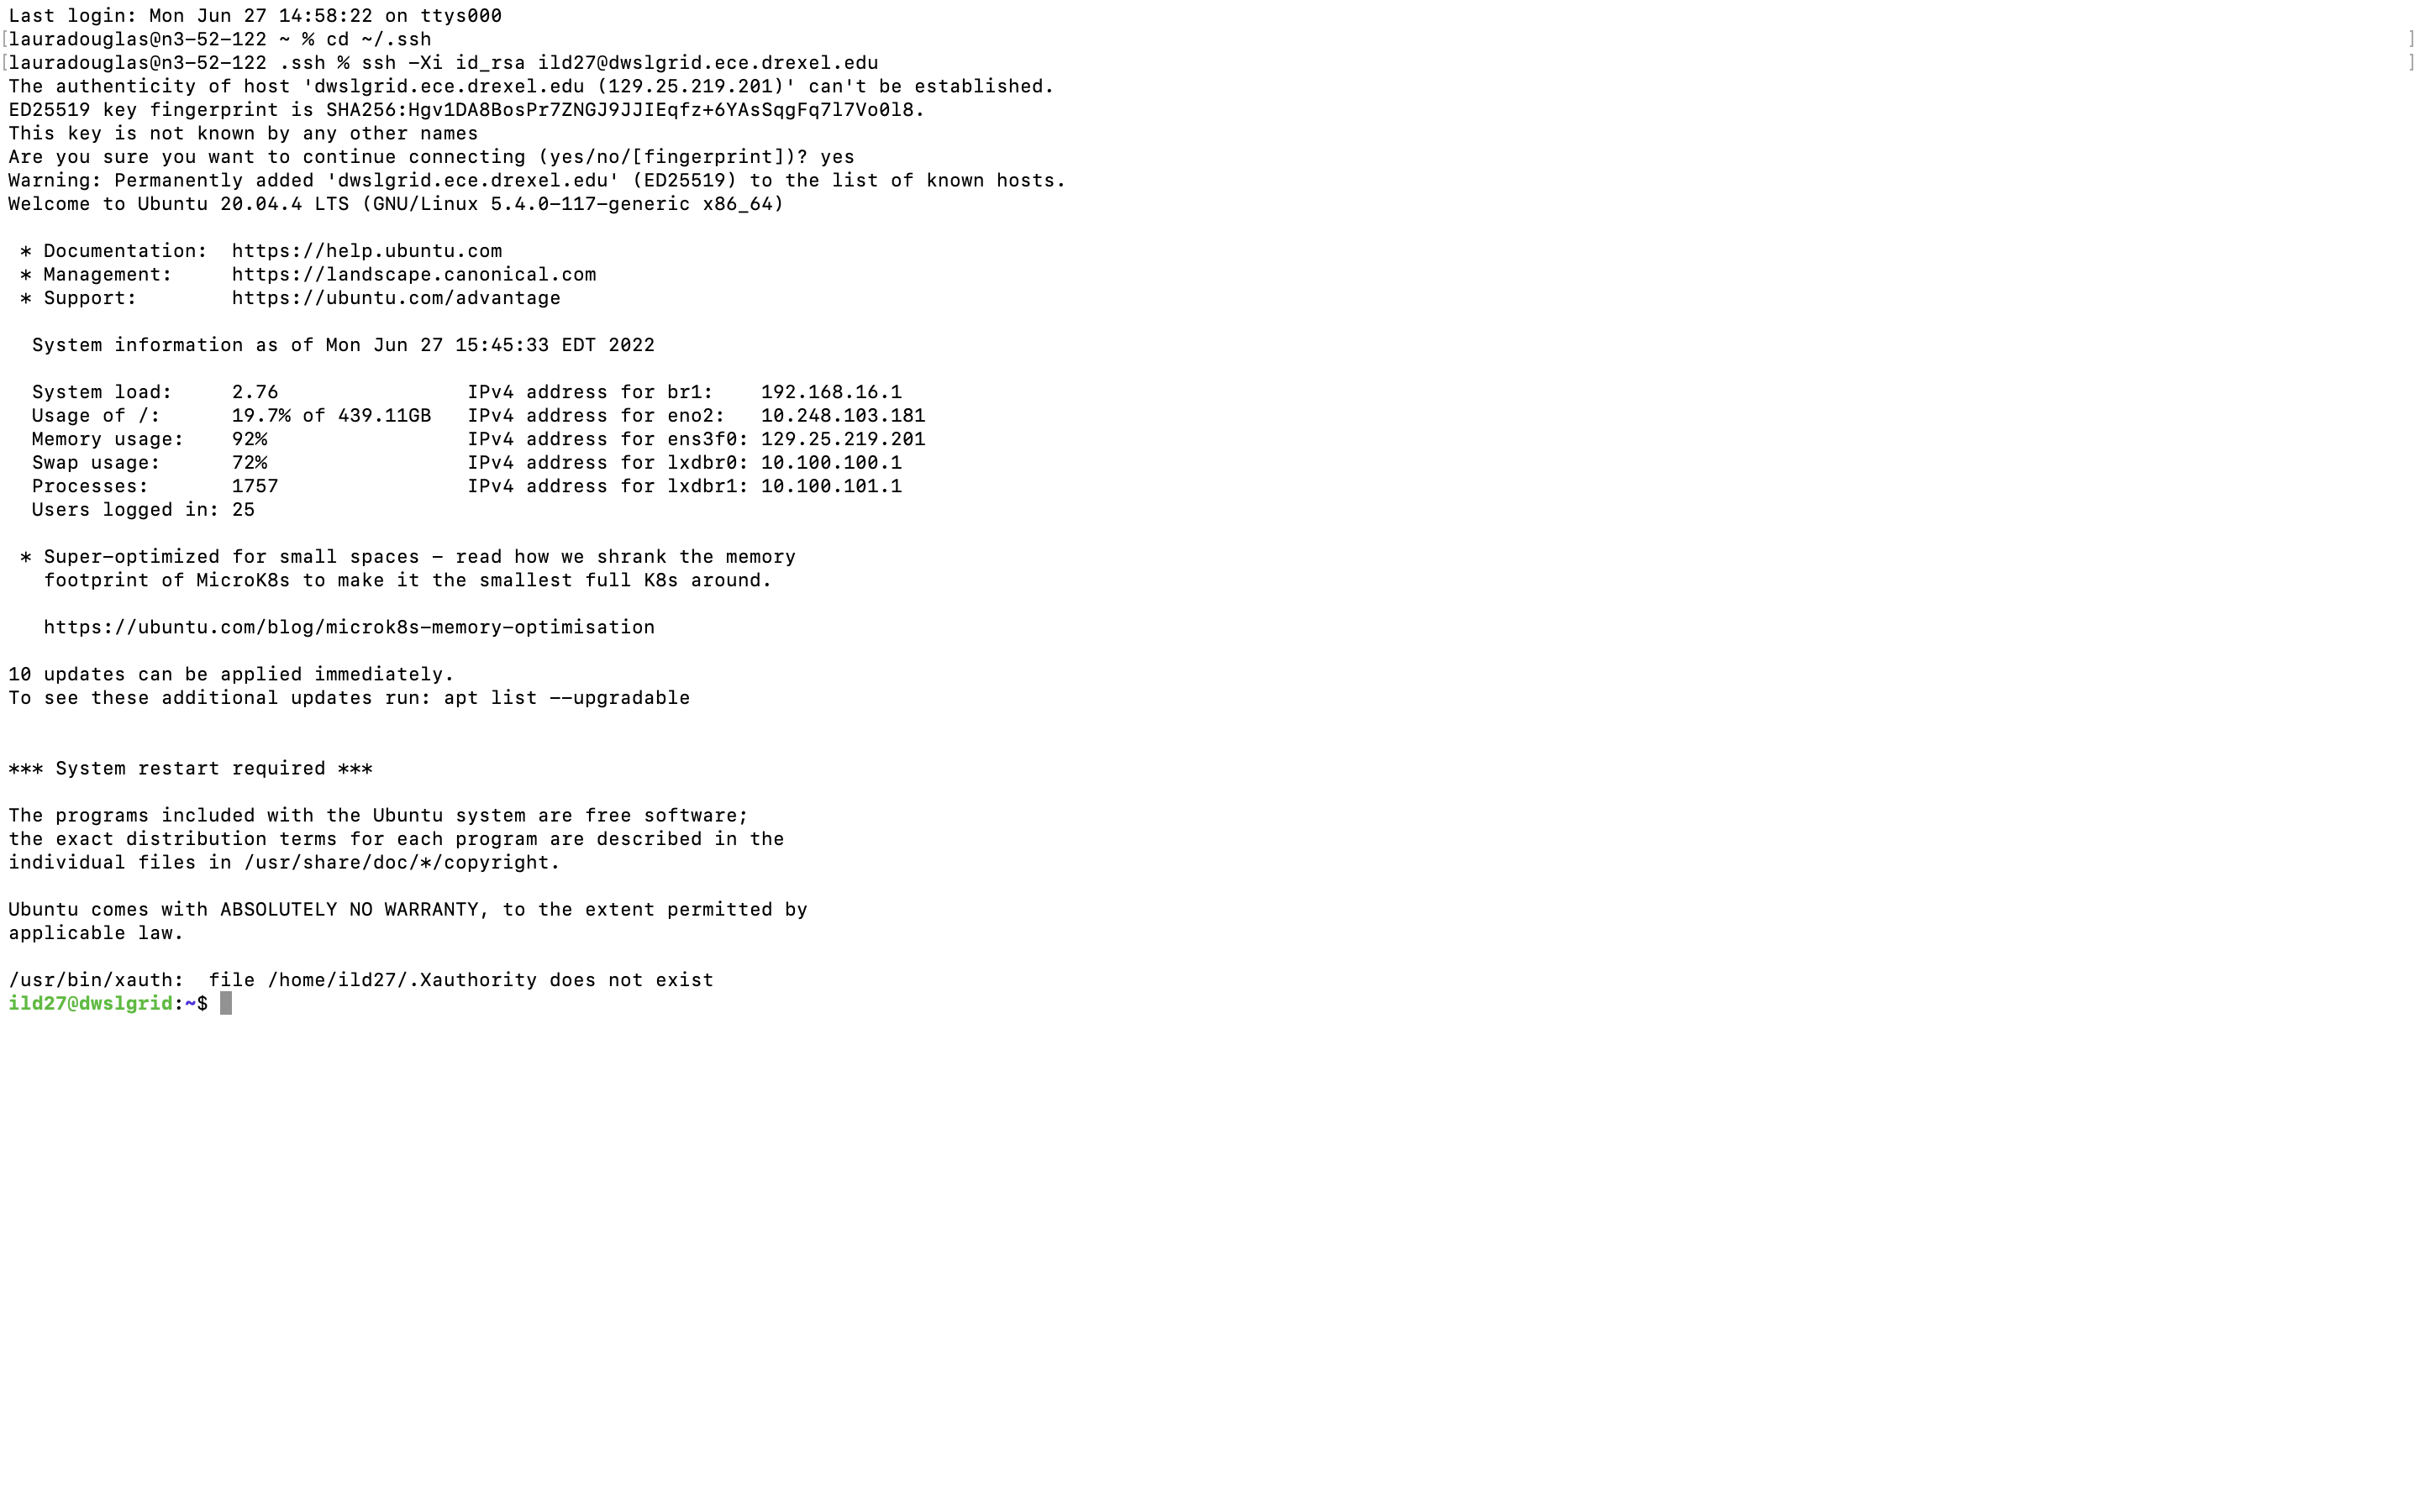 Last login: Mon Jun 27 14:58:22 on ttys000
[lauradouglas@n3-52-122 ~ % cd ~/.ssh ]
[lauradouglas@n3-52-122 .ssh % ssh -Xi id_rsa ild27@dwslgrid.ece.drexel.edu ]
The authenticity of host 'dwslgrid.ece.drexel.edu (129.25.219.201)' can't be established.
ED25519 key fingerprint is SHA256:Hgv1DA8BosPr7ZNGJ9JJIEqfz+6YAsSqgFq7l7Vo0l8.
This key is not known by any other names
Are you sure you want to continue connecting (yes/no/[fingerprint])? yes
Warning: Permanently added 'dwslgrid.ece.drexel.edu' (ED25519) to the list of known hosts.
Welcome to Ubuntu 20.04.4 LTS (GNU/Linux 5.4.0-117-generic x86_64)

 * Documentation:  https://help.ubuntu.com
 * Management:     https://landscape.canonical.com
 * Support:        https://ubuntu.com/advantage

  System information as of Mon Jun 27 15:45:33 EDT 2022

  System load:     2.76                IPv4 address for br1:    192.168.16.1
  Usage of /:      19.7% of 439.11GB   IPv4 address for eno2:   10.248.103.181
  Memory usage:    92%                 IPv4 address for ens3f0: 129.25.219.201
  Swap usage:      72%                 IPv4 address for lxdbr0: 10.100.100.1
  Processes:       1757                IPv4 address for lxdbr1: 10.100.101.1
  Users logged in: 25

 * Super-optimized for small spaces - read how we shrank the memory
   footprint of MicroK8s to make it the smallest full K8s around.

   https://ubuntu.com/blog/microk8s-memory-optimisation

10 updates can be applied immediately.
To see these additional updates run: apt list --upgradable


*** System restart required ***

The programs included with the Ubuntu system are free software;
the exact distribution terms for each program are described in the
individual files in /usr/share/doc/*/copyright.

Ubuntu comes with ABSOLUTELY NO WARRANTY, to the extent permitted by
applicable law.

/usr/bin/xauth:  file /home/ild27/.Xauthority does not exist
ild27@dwslgrid:~$